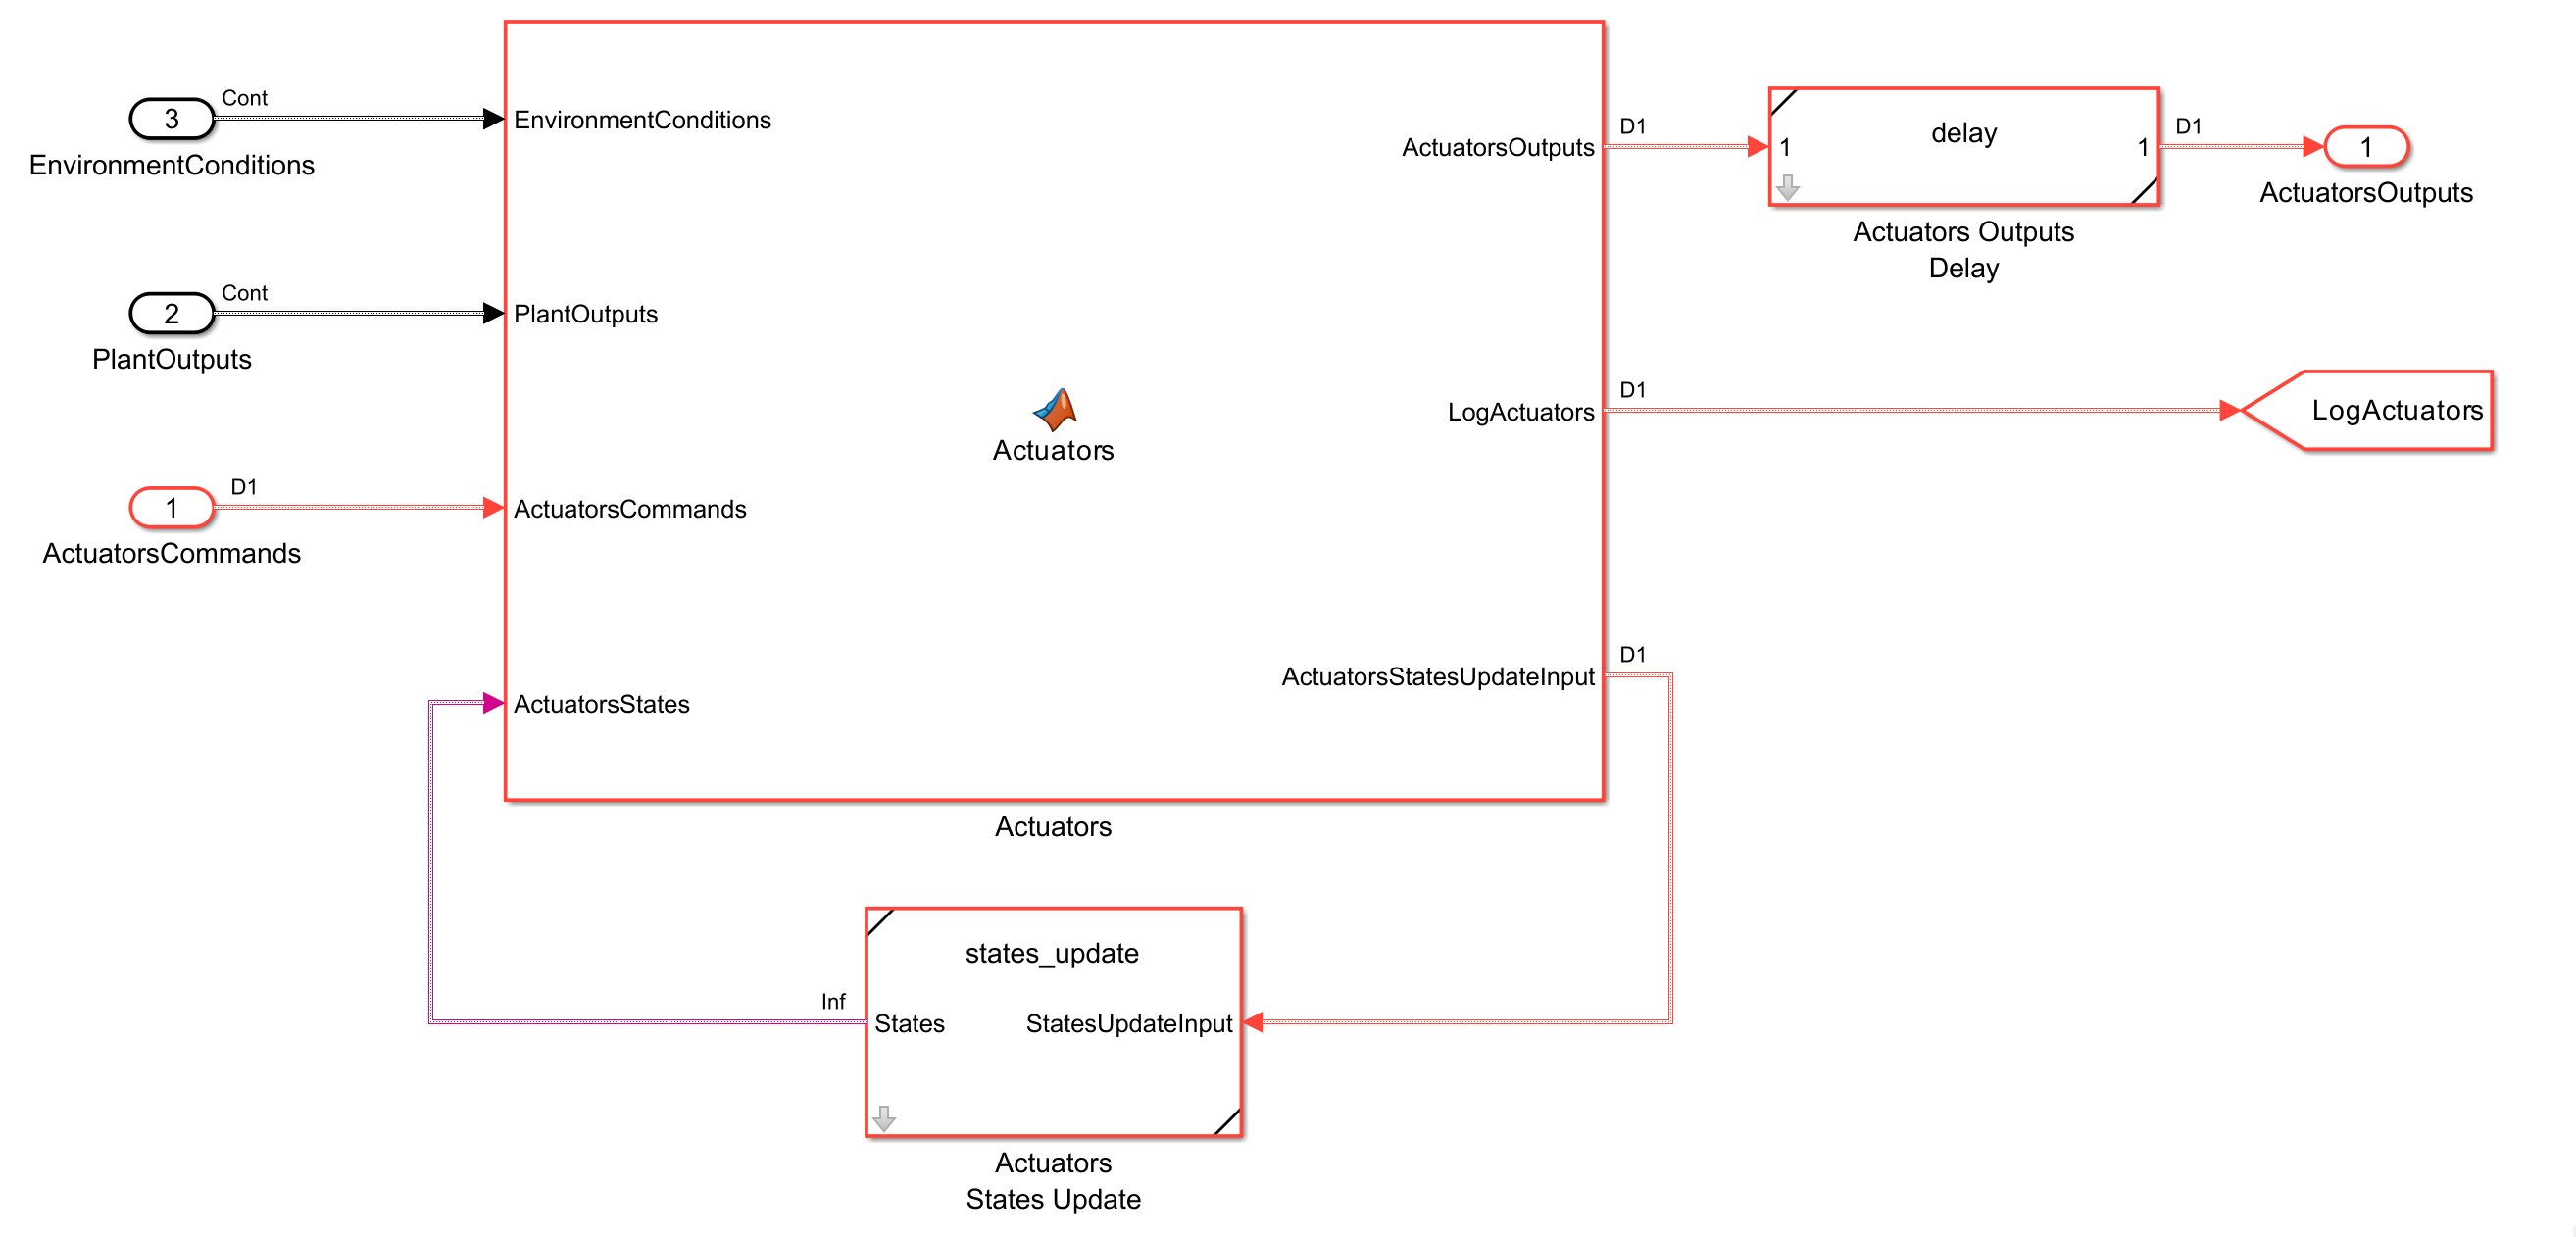 Cont
3
EnvironmentConditions
EnvironmentConditions
Cont
2
PlantOutputs
PlantOutputs
D1
1
ActuatorsCommands
ActuatorsCommands
ActuatorsStates
Actuators
Actuators
ActuatorsOutputs
D1
delay
1
1
Actuators Outputs
Delay
D1
1
ActuatorsOutputs
LogActuators
D1
LogActuators
ActuatorsStatesUpdateInput
D1
states_update
Inf
States
StatesUpdateInput
Actuators
States Update